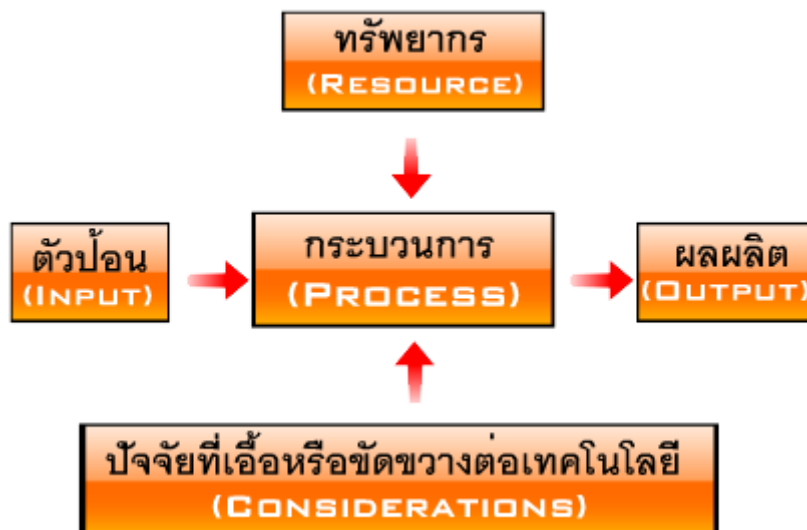 ทรัพยากร
(RESOURCE)
ตัวป้อน
(INPUT)
กระบวนการ
(PROCESS)
ผลผลิต
(OUTPUT)
ปัจจัยที่เอื้อหรือขัดขวางต่อเทคโนโลยี
(CONSIDERATIONS)